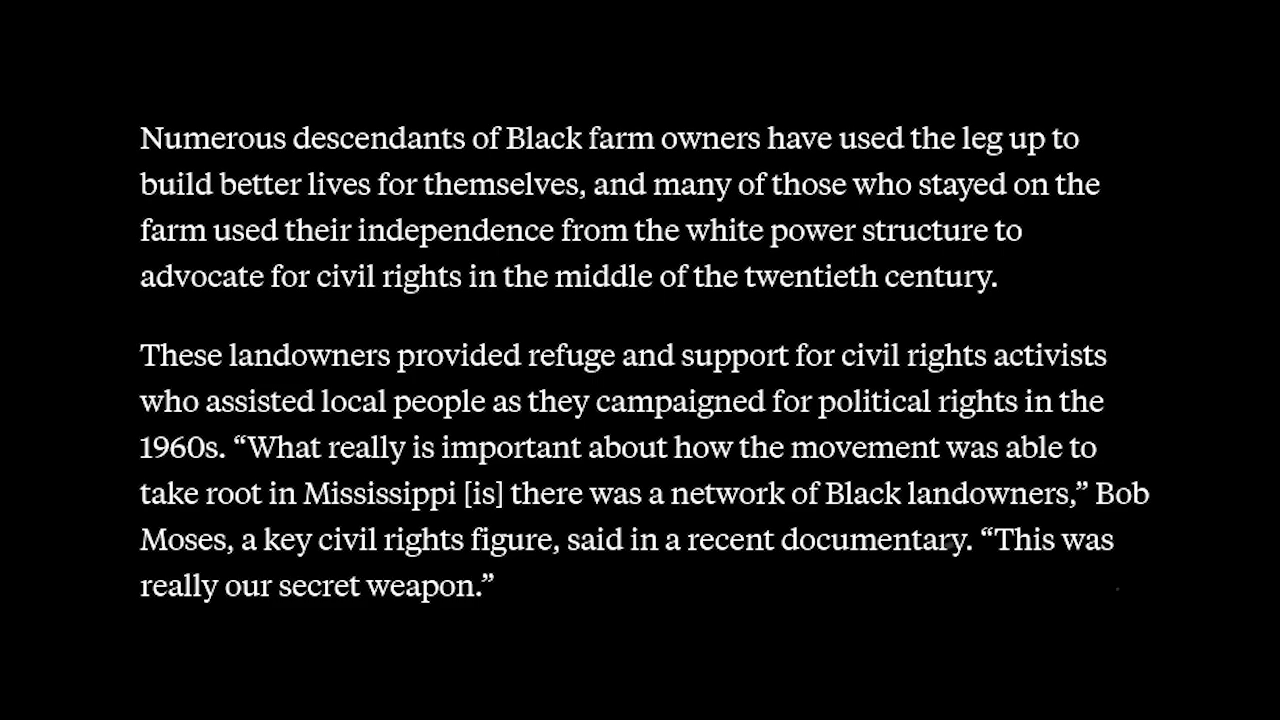 Numerous descendants of Black farm owners have used the leg up to
build better lives for themselves, and many of those who stayed on the
farm used their independence from the white power structure to
advocate for civil rights in the middle of the twentieth century.
These landowners provided refuge and support for civil rights activists
who assisted local people as they campaigned for political rights in the
1960s. “What really is important about how the movement was able to
take root in Mississippi [is] there was a network of Black landowners,” Bob
Moses, a key civil rights figure, said in a recent documentary. “This was
really our secret weapon.”